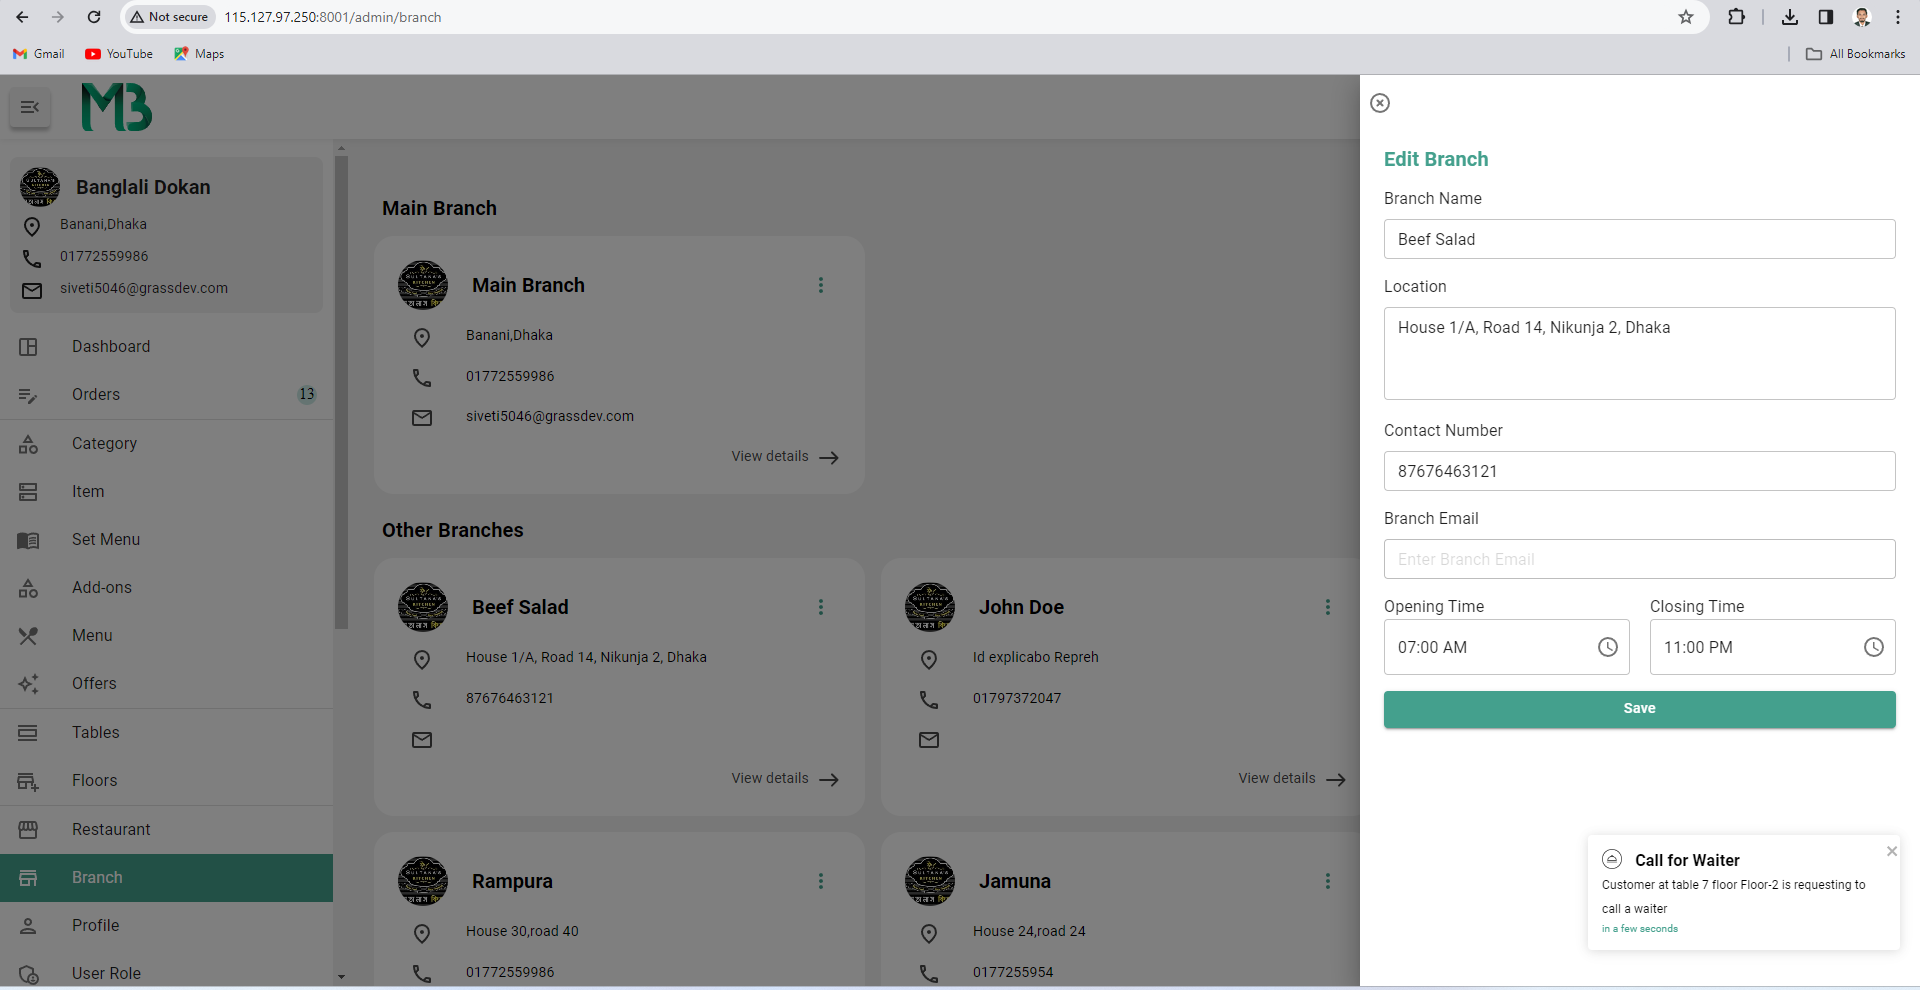 Not secure
115.127.97.250:8001/admin/branch
Gmail
YouTube
Maps
All Bookmarks
MB
Banglali Dokan
Banani,Dhaka
01772559986
siveti5046@grassdev.com
Dashboard
Orders
13
Category
Item
Set Menu
Add-ons
Menu
Offers
Tables
Floors
Restaurant
Branch
Profile
User Role
Main Branch
Main Branch
Banani,Dhaka
01772559986
siveti5046@grassdev.com
View details
Other Branches
Beef Salad
House 1/A, Road 14, Nikunja 2, Dhaka
87676463121
View details
John Doe
Id explicabo Repreh
01797372047
View details
Rampura
House 30,road 40
01772559986
Jamuna
House 24,road 24
0177255954
Edit Branch
Branch Name
Beef Salad
Location
House 1/A, Road 14, Nikunja 2, Dhaka
Contact Number
87676463121
Branch Email
Enter Branch Email
Opening Time
Closing Time
07:00 AM
11:00 PM
Save
Call for Waiter
Customer at table 7 floor Floor-2 is requesting to
call a waiter
in a few seconds